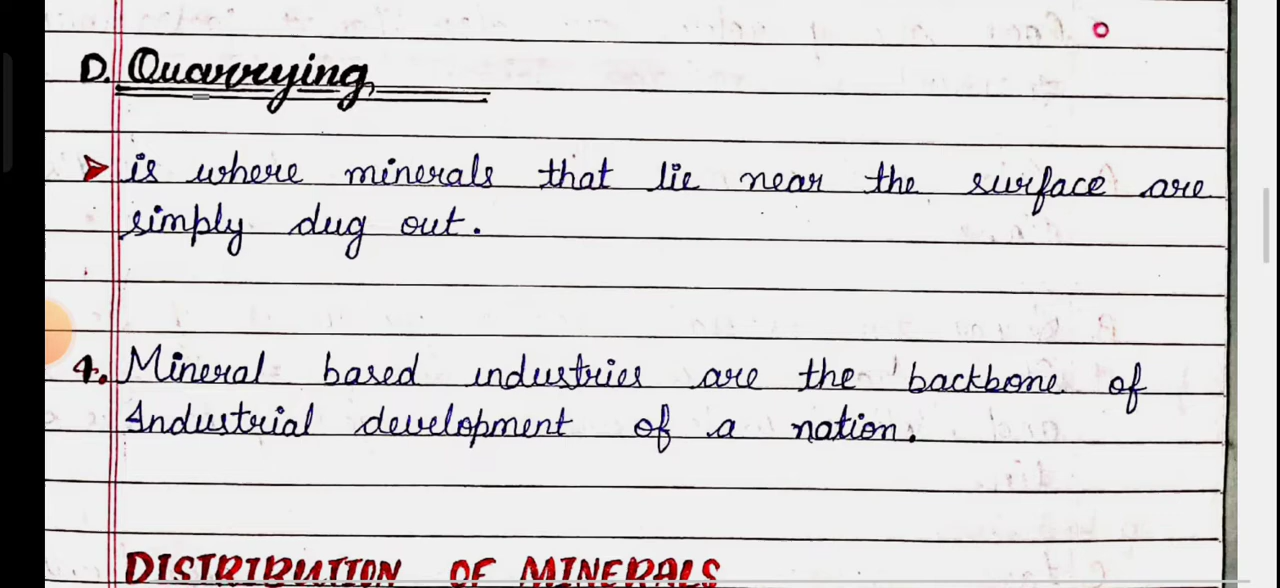 D. Quarrying
is where minerals that lie near the surface are
simply dug out.
4. Mineral based industries are the backbone of
Industrial development of a nation.
DISTRIBUTION OF MINERALS